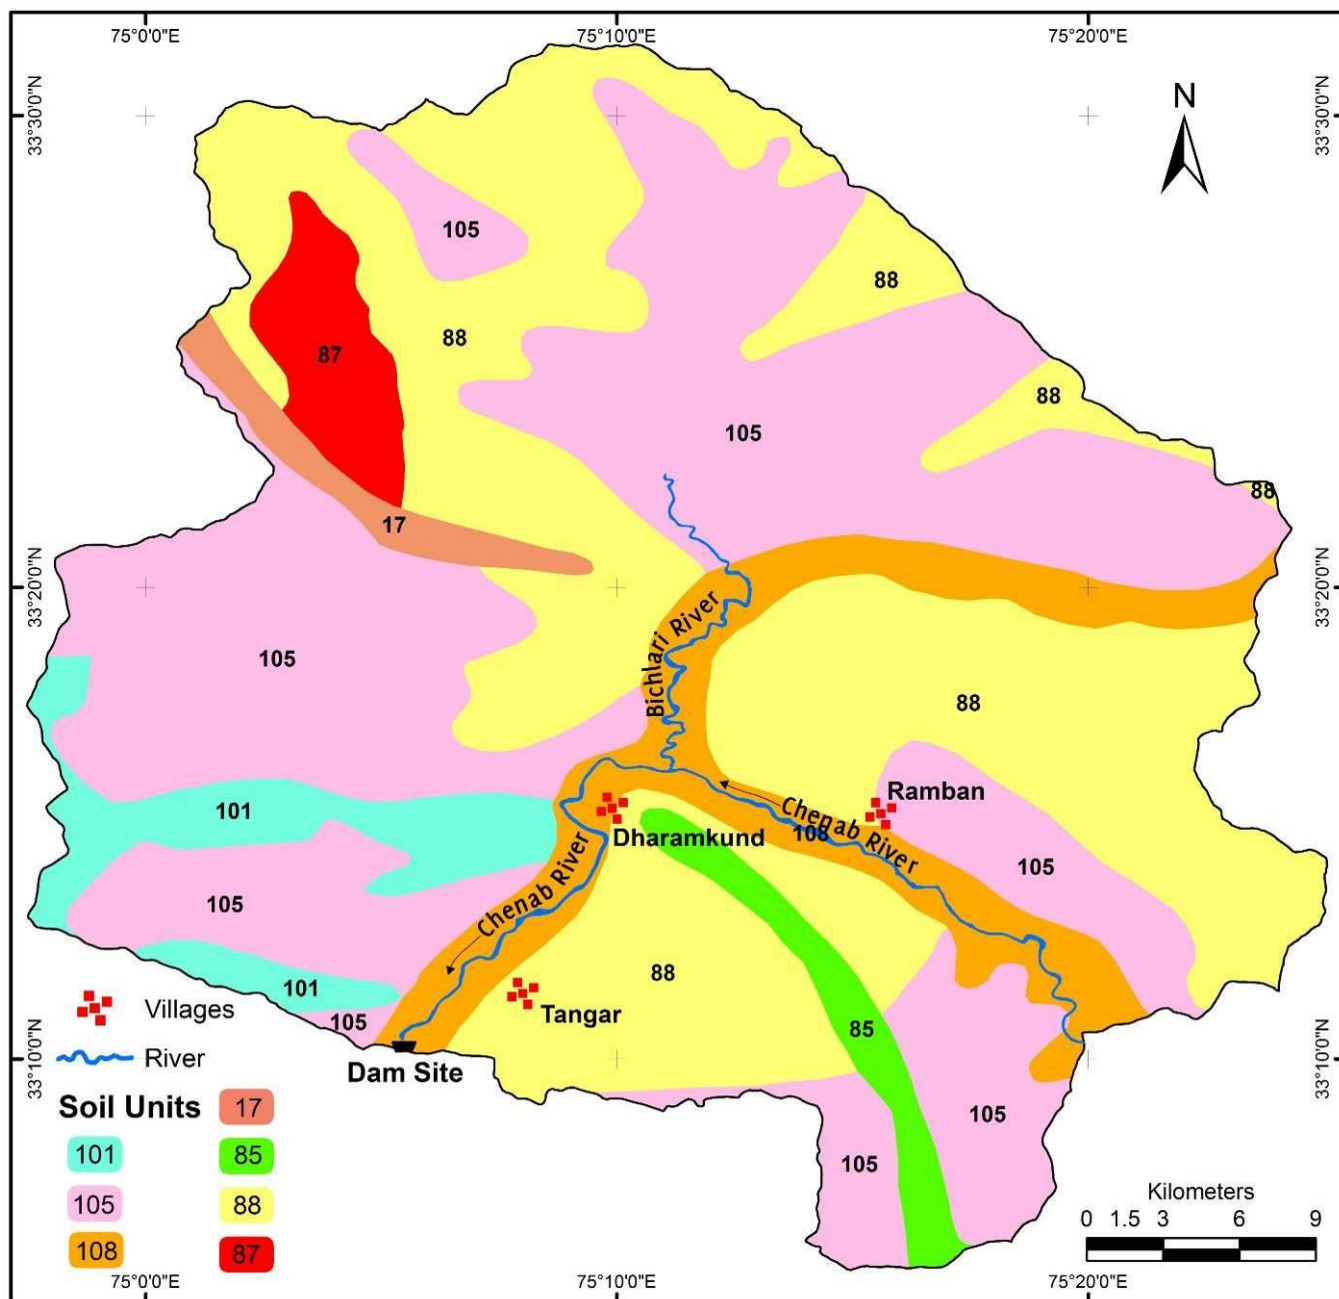 75°0'0"E 75°10'0"E 75°20'0"E
33°30'0"N
33°30'0"N
N
105
88
88
87
88
105
88
17
33°20'0"N
33°20'0"N
Bichlari River
105
88
Ramban
101
Chenab River
108
Dharamkund
105
Chenab River
105
88
101
Tangar
85
105
Villages
River
Dam Site
33°10'0"N
33°10'0"N
105
105
Soil Units
17
101
85
105
88
108
87
Kilometers
0 1.5 3 6 9
75°0'0"E 75°10'0"E 75°20'0"E